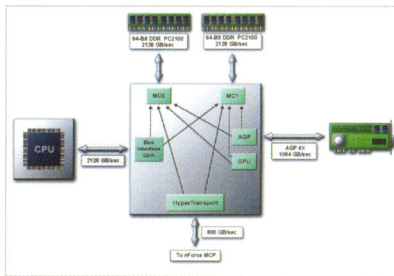 64-Bit DDR PC2100
2128 GB/sec
64-Bit DDR PC2100
2128 GB/sec
MC0
MC1
CPU
2128 GB/sec
Bus
Interface
Unit
AGP
GPU
AGP 4X
1064 GB/sec
HyperTransport
800 GB/sec
To nForce MCP